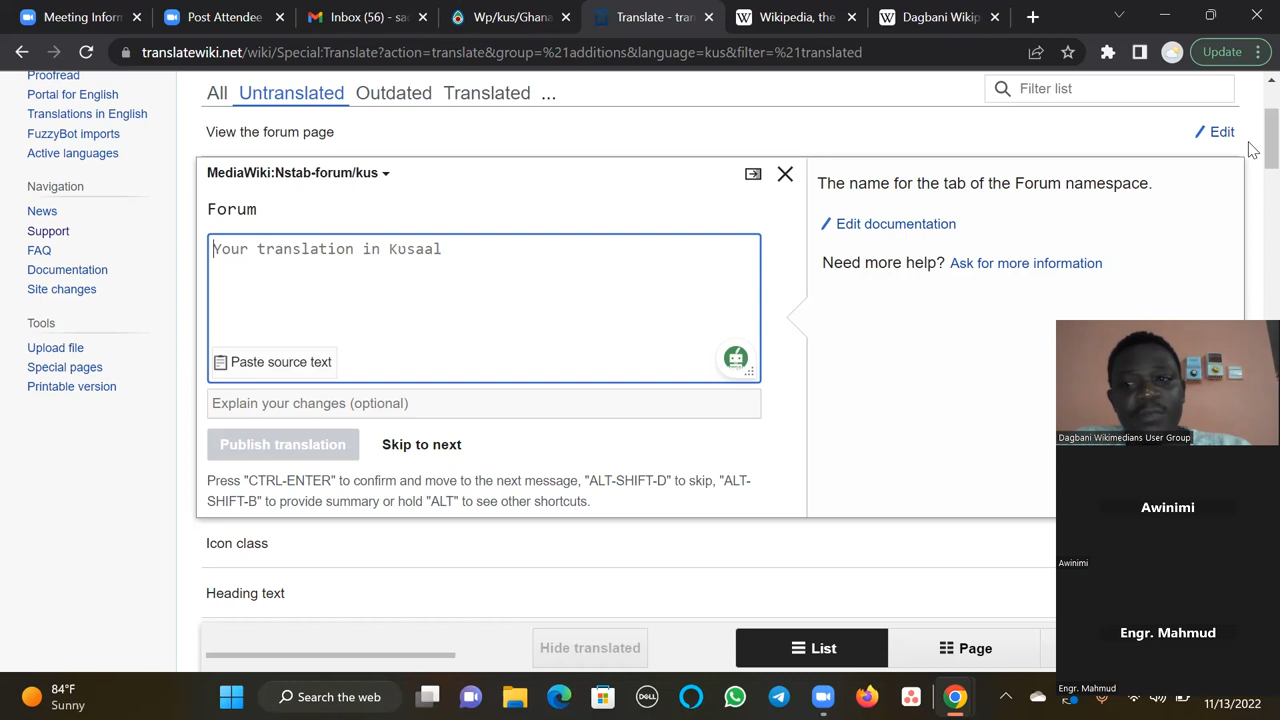 Meeting Inform
Post Attendee
Inbox (56) - sa
Wp/kus/Ghana
Translate - tran
Wikipedia, the
Dagbani Wikip
translatewiki.net/wiki/Special:Translate?action=translate&group=%21additions&language=kus&filter=%21translated
Update
Proofread
Portal for English
Translations in English
FuzzyBot imports
Active languages
Navigation
News
Support
FAQ
Documentation
Site changes
Tools
Upload file
Special pages
Printable version
All Untranslated Outdated Translated ...
Filter list
View the forum page
Edit
MediaWiki:Nstab-forum/kus
Forum
Your translation in Kʋsaal
Paste source text
Explain your changes (optional)
Publish translation
Skip to next
Press "CTRL-ENTER" to confirm and move to the next message, "ALT-SHIFT-D" to skip, "ALT-
SHIFT-B" to provide summary or hold "ALT" to see other shortcuts.
The name for the tab of the Forum namespace.
Edit documentation
Need more help? Ask for more information
Icon class
Heading text
Hide translated
List
Page
Dagbani Wikimedians User Group
Awinimi
Awinimi
Engr. Mahmud
Engr. Mahmud
84°F
Sunny
Search the web
DELL
11/13/2022